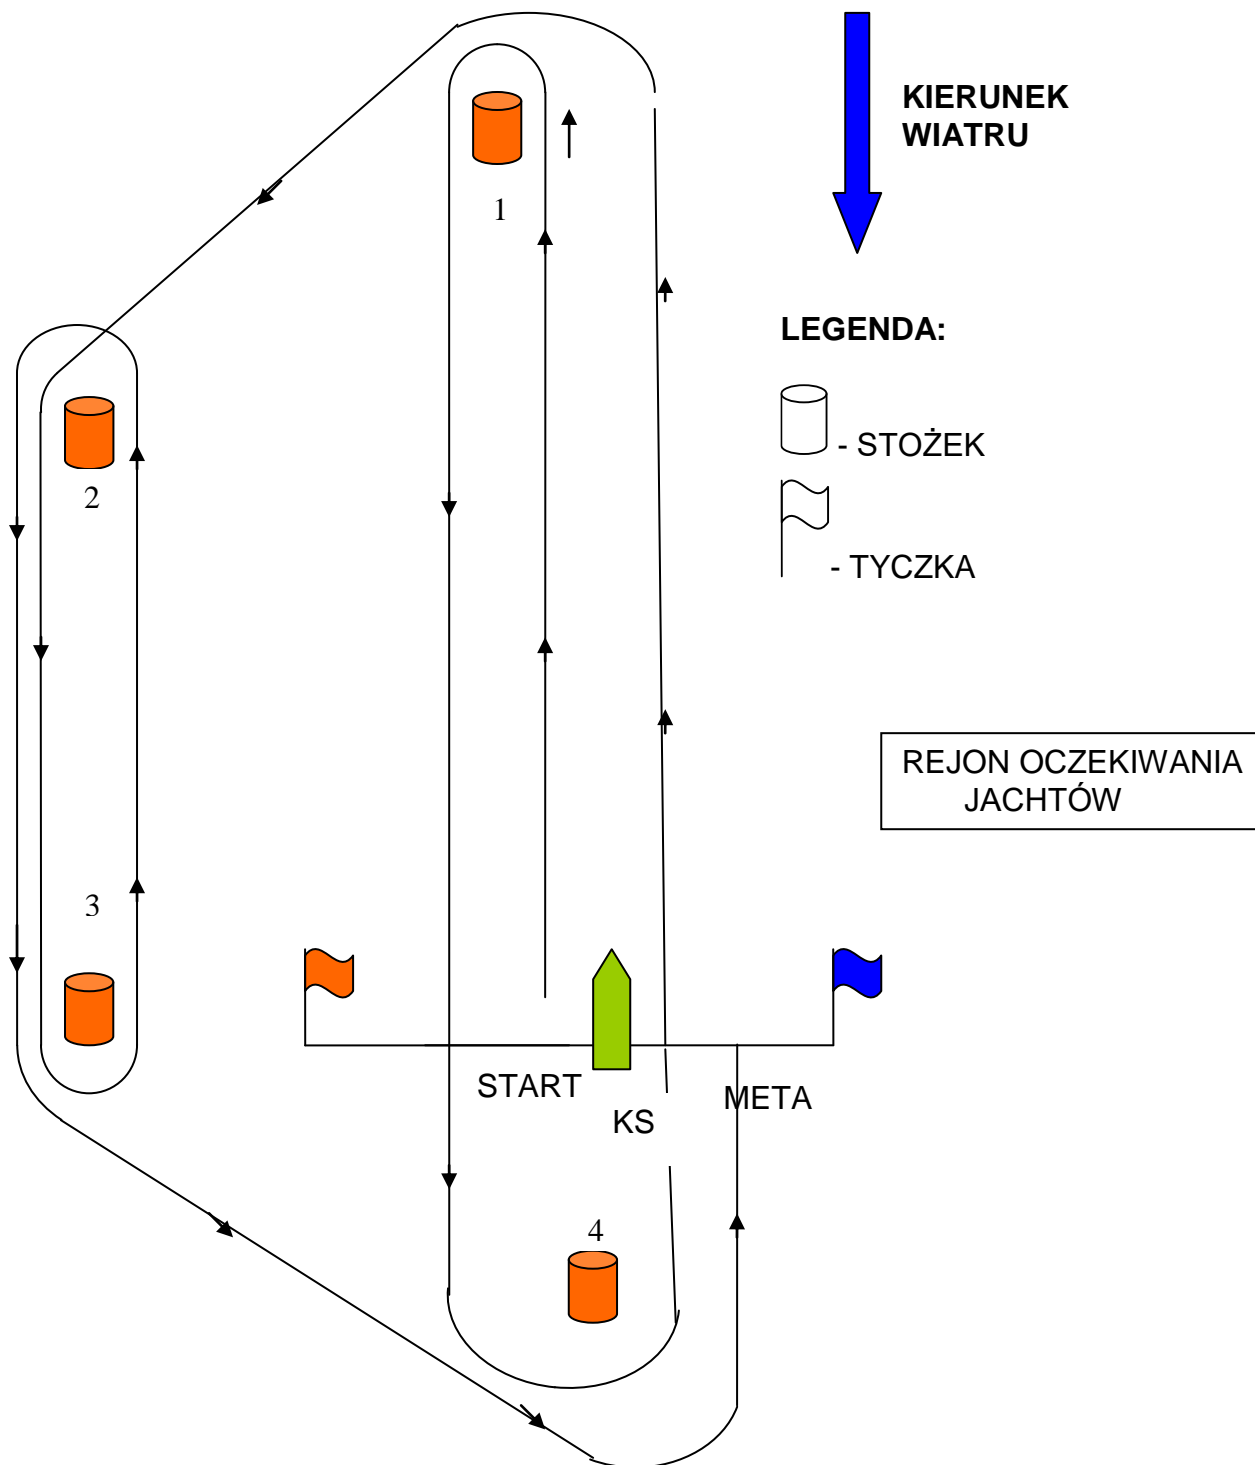 KIERUNEK
WIATRU
1
LEGENDA:
- STOŻEK
2
- TYCZKA
REJON OCZEKIWANIA
JACHTÓW
3
START
META
KS
4